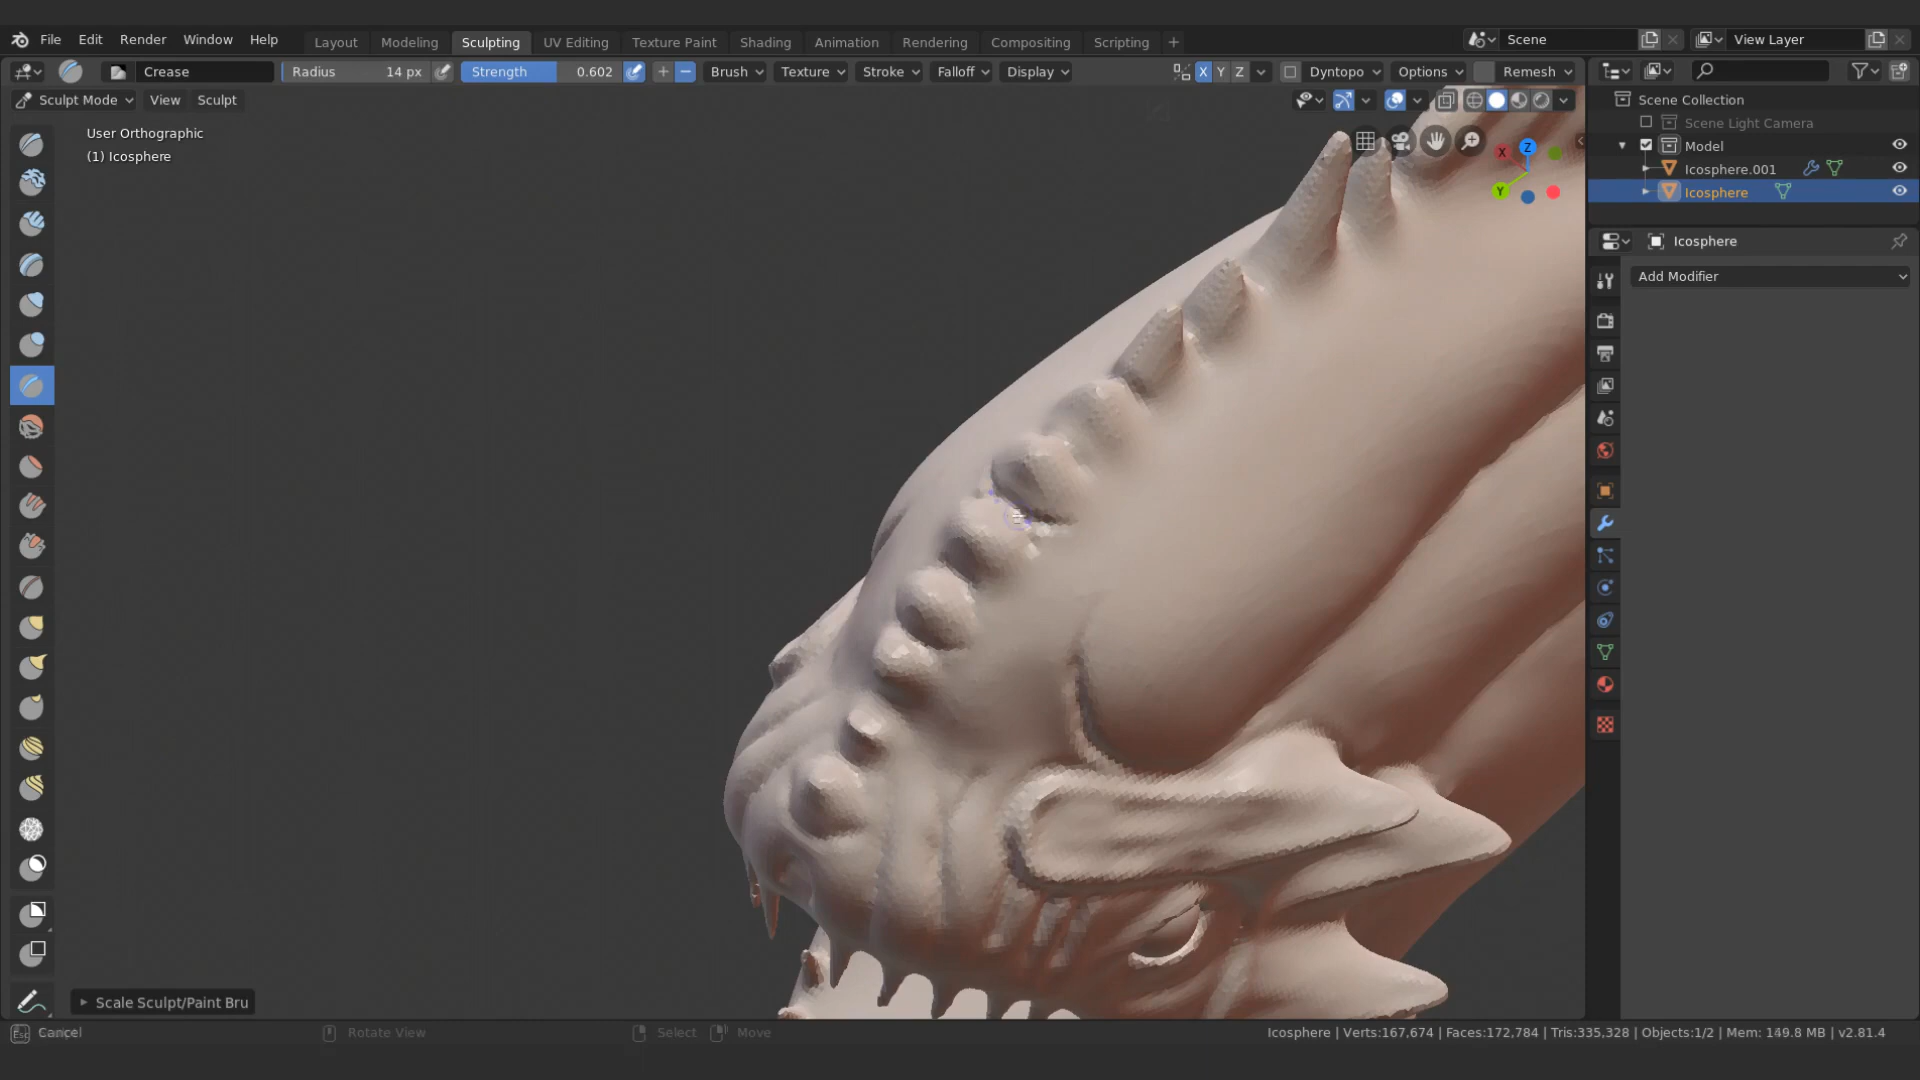 File Edit Render Window Help Layout Modeling Sculpting UV Editing Texture Paint Shading Animation Rendering Compositing Scripting + Scene View Layer
Crease Radius 14 px Strength 0.602 Brush Texture Stroke Falloff Display X Y Z Dyntopo Options Remesh
Sculpt Mode View Sculpt
Scene Collection
Scene Light Camera
Model
Icosphere.001
Icosphere
User Orthographic
(1) Icosphere
X Z
Y
Icosphere
Add Modifier
Scale Sculpt/Paint Bru
Esc Cancel Rotate View Select Move Icosphere | Verts:167,674 | Faces:172,784 | Tris:335,328 | Objects:1/2 | Mem: 149.8 MB | v2.81.4